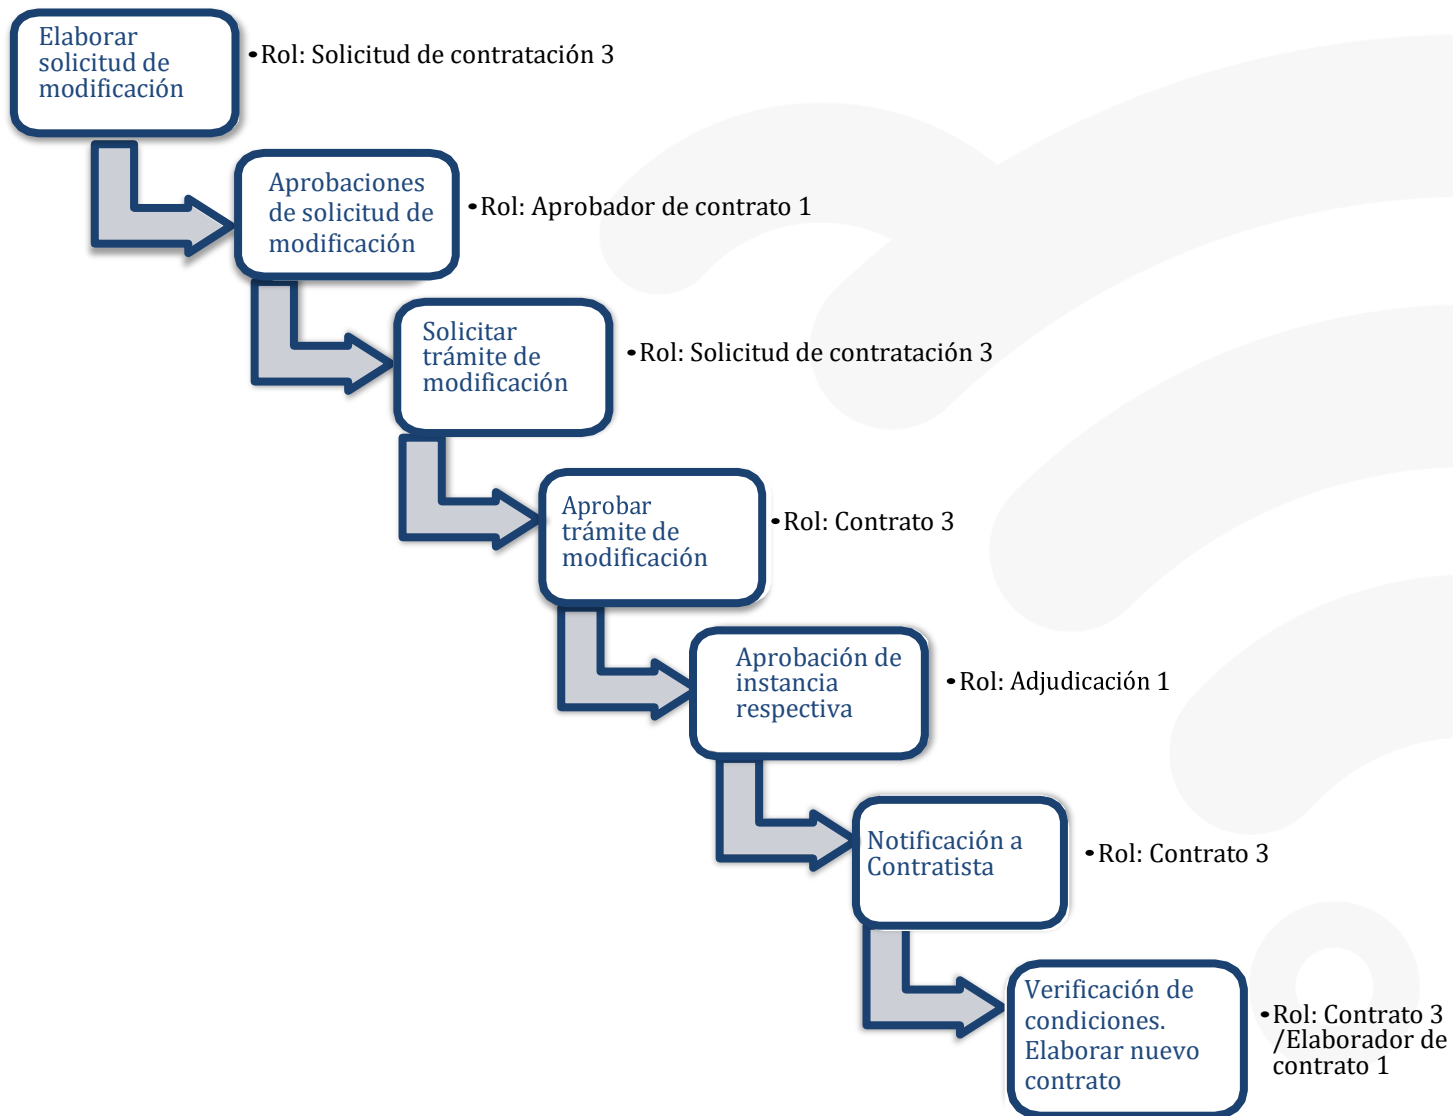 Elaborar
solicitud de
modificación
•Rol: Solicitud de contratación 3
Aprobaciones
de solicitud de
modificación
•Rol: Aprobador de contrato 1
Solicitar
trámite de
modificación
•Rol: Solicitud de contratación 3
Aprobar
trámite de
modificación
•Rol: Contrato 3
Aprobación de
instancia
respectiva
•Rol: Adjudicación 1
Notificación a
Contratista
•Rol: Contrato 3
Verificación de
condiciones.
Elaborar nuevo
contrato
•Rol: Contrato 3
/Elaborador de
contrato 1